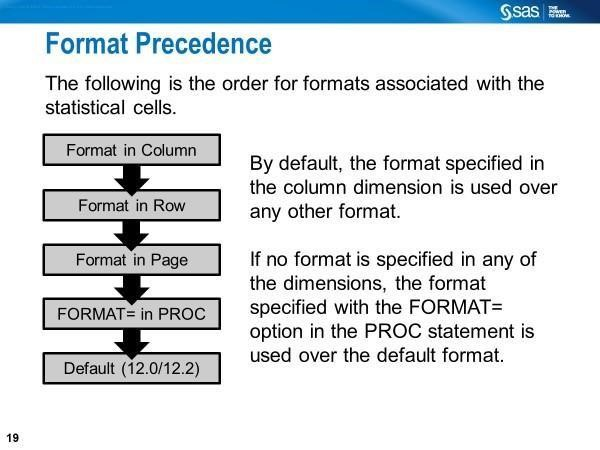 sas THE
POWER
TO KNOW.
Format Precedence
The following is the order for formats associated with the
statistical cells.
Format in Column
Format in Row
Format in Page
FORMAT= in PROC
Default (12.0/12.2)
By default, the format specified in
the column dimension is used over
any other format.
If no format is specified in any of
the dimensions, the format
specified with the FORMAT=
option in the PROC statement is
used over the default format.
19